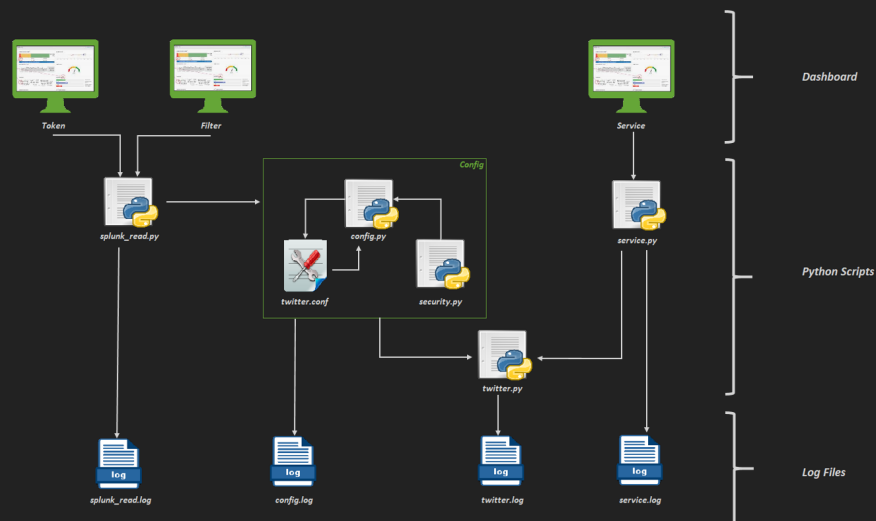 Dashboard
Token
Filter
Service
Config
splunk_read.py
config.py
service.py
twitter.conf
security.py
Python Scripts
twitter.py
log
log
log
log
splunk_read.log
config.log
twitter.log
service.log
Log Files